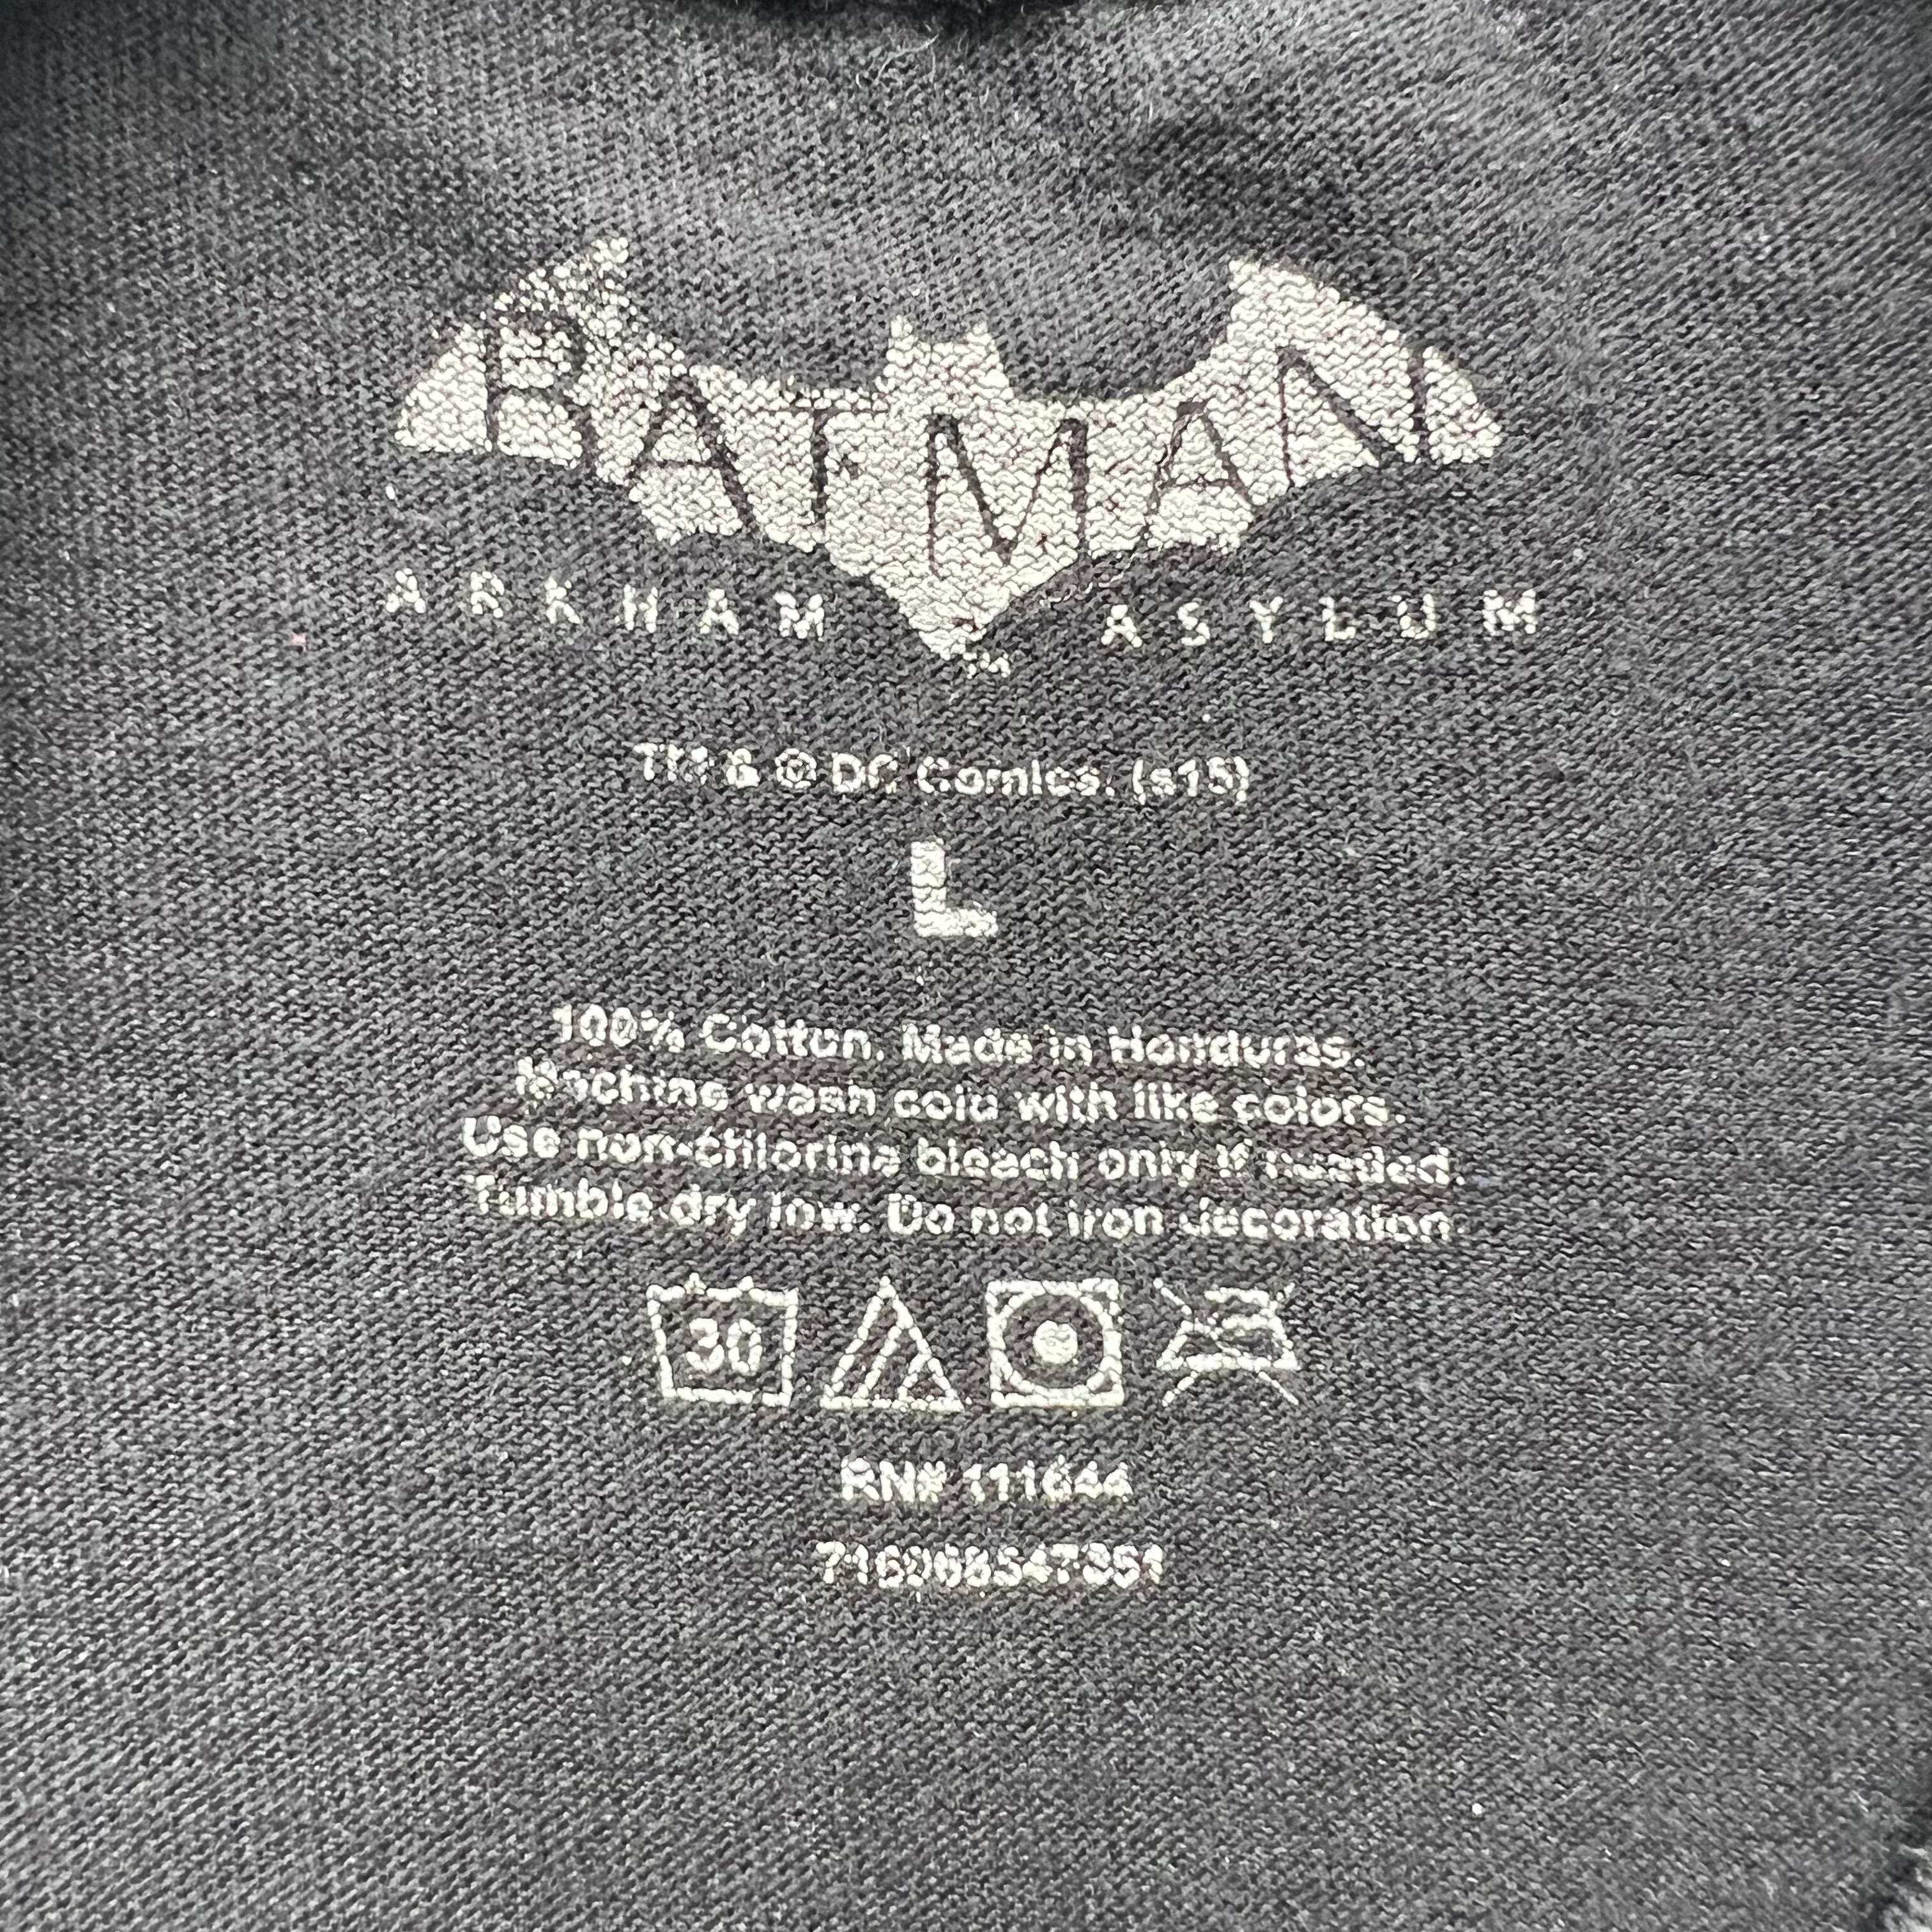 BATMAN
ARKHAM ASYLUM
TM
TM & © DC Comics. (s15)
L
100% Cotton. Made in Honduras.
Machine wash cold with like colors.
Use non-chlorine bleach only if needed.
Tumble dry low. Do not iron decoration
30
RN# 111644